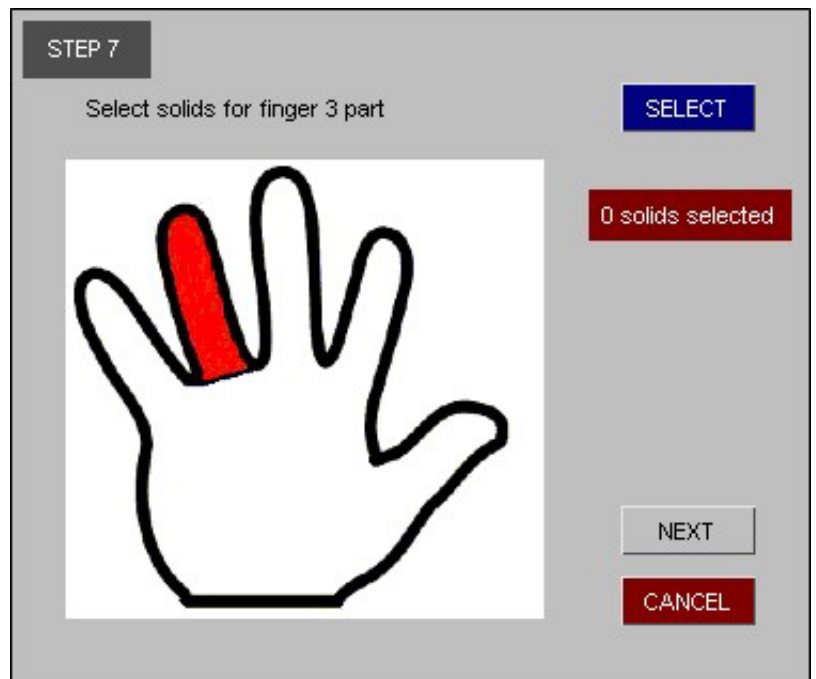 STEP 7
Select solids for finger 3 part
SELECT
0 solids selected
NEXT
CANCEL